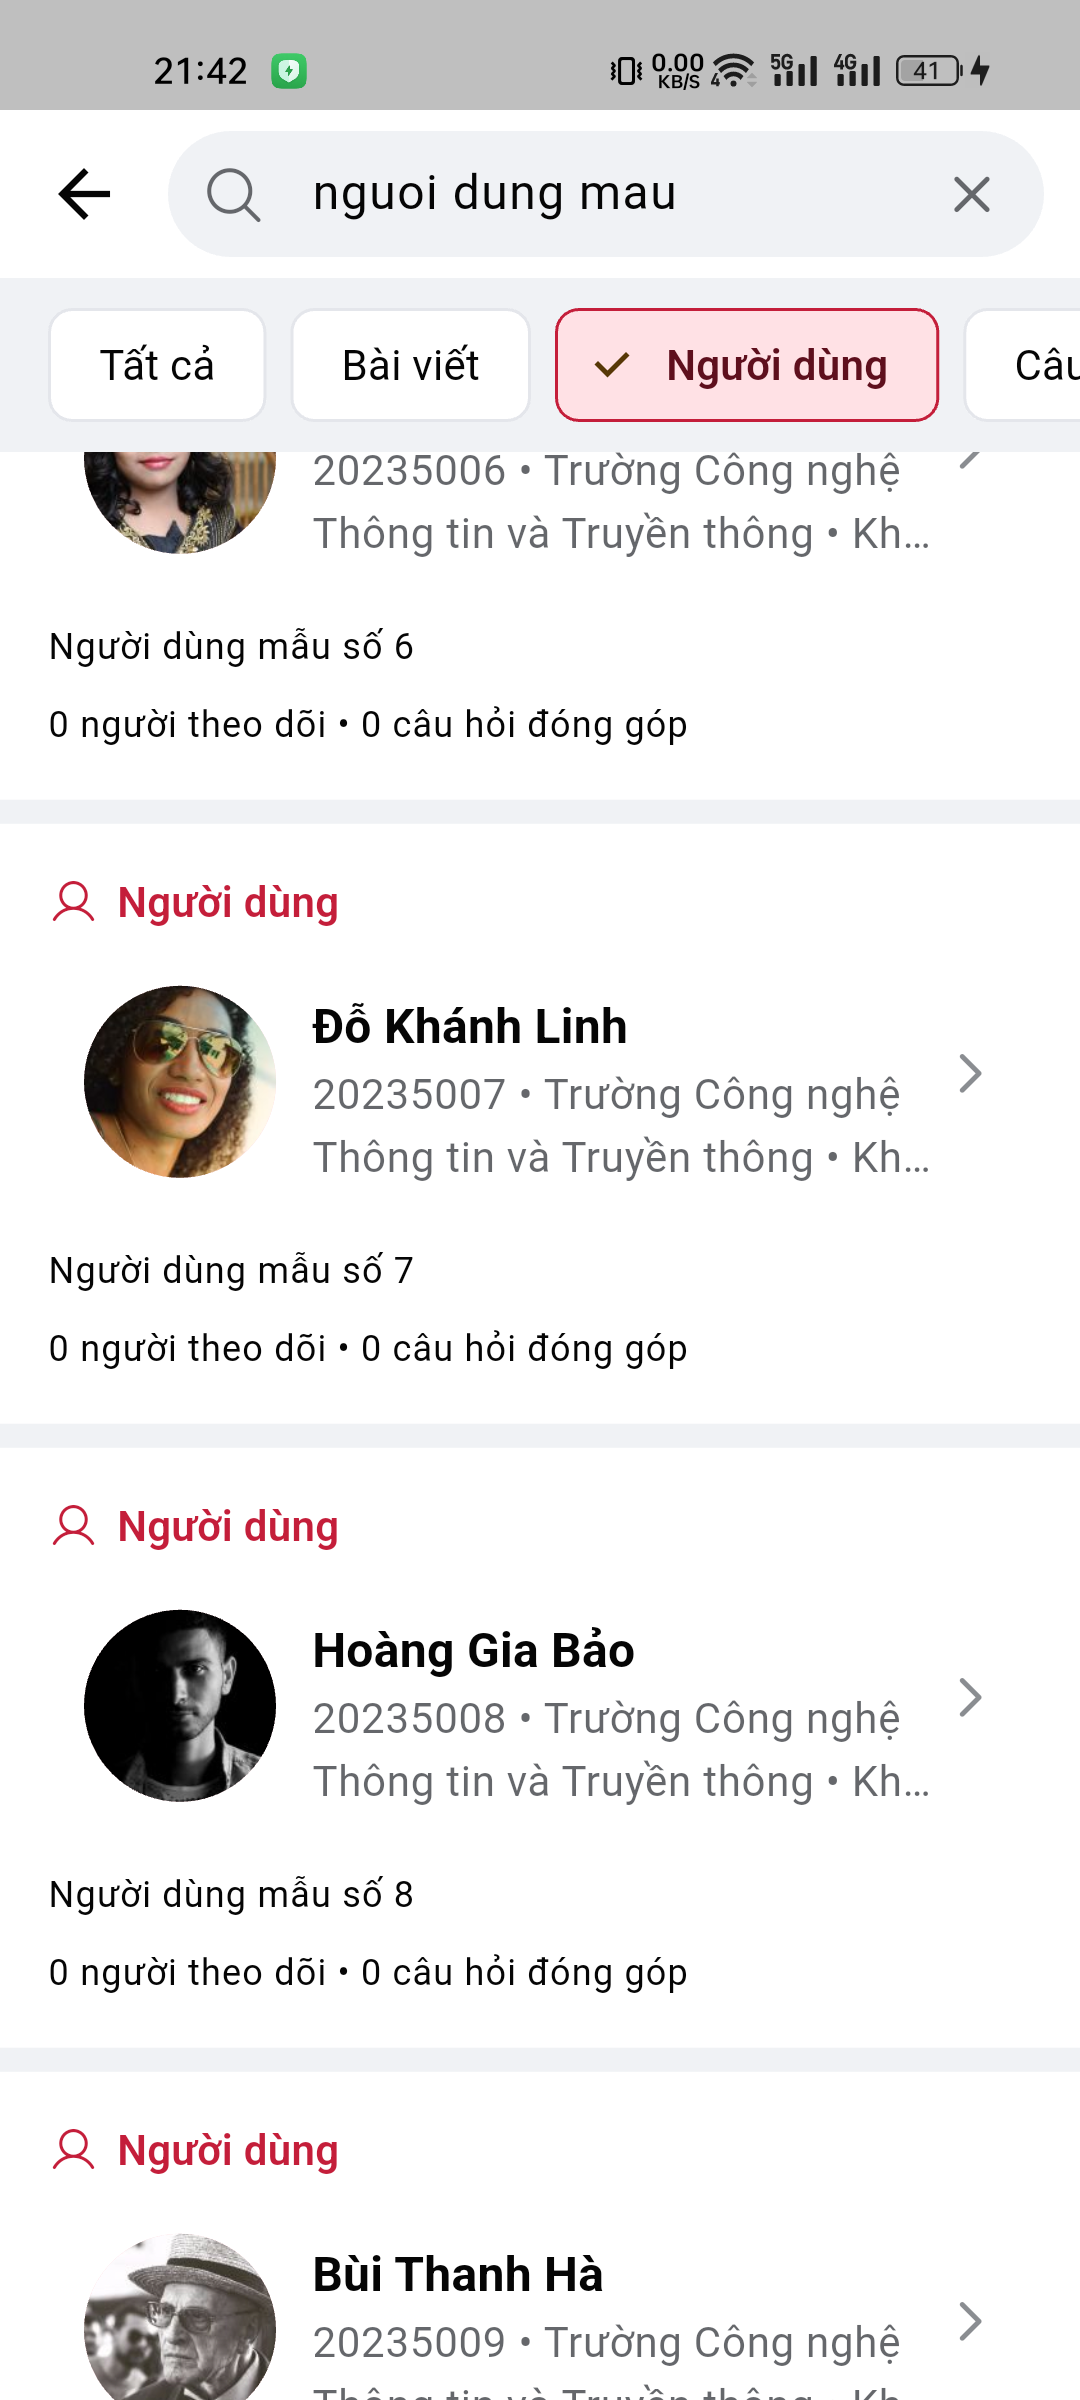 21:42
0.00
KB/S
4
5G
4G
41
nguoi dung mau
Tất cả
Bài viết
Người dùng
Câu
20235006 • Trường Công nghệ
Thông tin và Truyền thông • Kh...
Người dùng mẫu số 6
0 người theo dõi • 0 câu hỏi đóng góp
Người dùng
Đỗ Khánh Linh
20235007 • Trường Công nghệ
Thông tin và Truyền thông • Kh...
Người dùng mẫu số 7
0 người theo dõi • 0 câu hỏi đóng góp
Người dùng
Hoàng Gia Bảo
20235008 • Trường Công nghệ
Thông tin và Truyền thông • Kh...
Người dùng mẫu số 8
0 người theo dõi • 0 câu hỏi đóng góp
Người dùng
Bùi Thanh Hà
20235009 • Trường Công nghệ